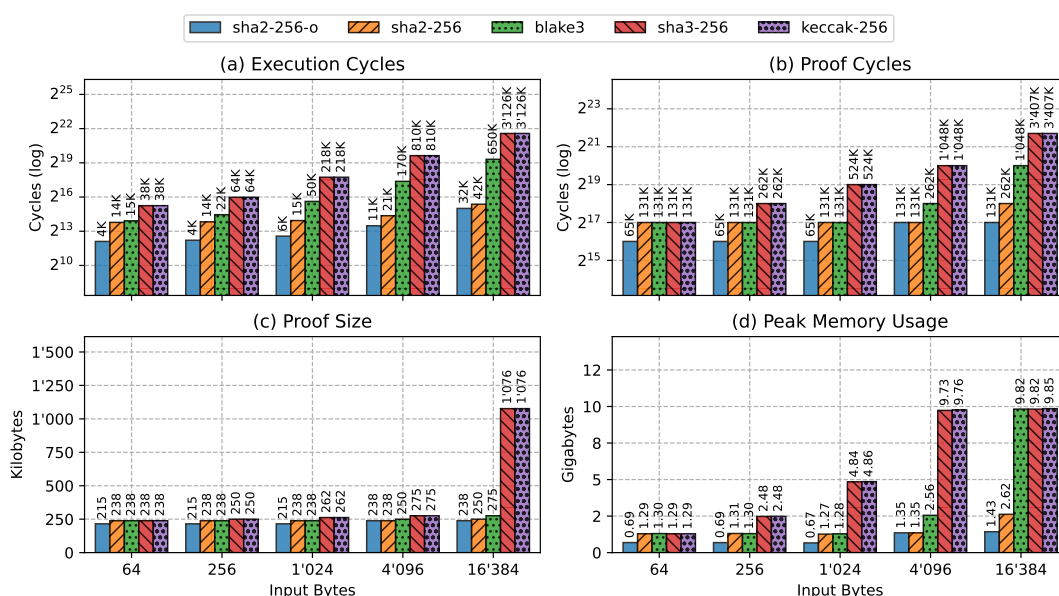 sha2-256-o sha2-256 blake3 sha3-256 keccak-256
(a) Execution Cycles
Cycles (log)
2^25
2^22
2^19
2^16
2^13
2^10
4K 14K 15K 38K 38K
4K 14K 22K 64K 64K
6K 15K 50K 218K 218K
11K 21K 170K 810K 810K
32K 42K 650K 3'126K 3'126K
(b) Proof Cycles
Cycles (log)
2^23
2^21
2^19
2^17
2^15
65K 131K 131K 131K 131K
65K 131K 131K 262K 262K
65K 131K 131K 524K 524K
131K 131K 262K 1'048K 1'048K
131K 262K 1'048K 3'407K 3'407K
(c) Proof Size
Kilobytes
1'500
1'250
1'000
750
500
250
0
215 238 238 238 238
215 238 238 250 250
215 238 238 262 262
238 238 250 275 275
238 250 275 1'076 1'076
64 256 1'024 4'096 16'384
Input Bytes
(d) Peak Memory Usage
Gigabytes
12
10
8
5
2
0
0.69 1.29 1.30 1.29 1.29
0.69 1.31 1.30 2.48 2.48
0.67 1.27 1.28 4.84 4.86
1.35 1.35 2.56 9.73 9.76
1.43 2.62 9.82 9.82 9.85
64 256 1'024 4'096 16'384
Input Bytes